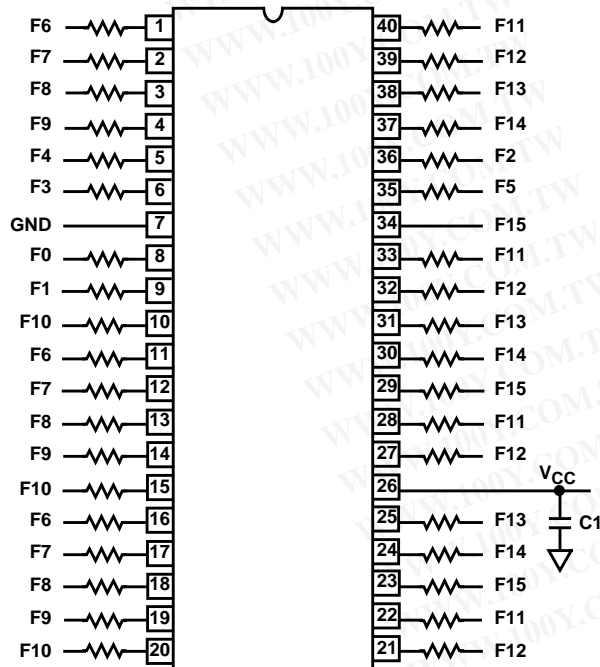 F6 1 40 F11
F7 2 39 F12
F8 3 38 F13
F9 4 37 F14
F4 5 36 F2
F3 6 35 F5
GND 7 34 F15
F0 8 33 F11
F1 9 32 F12
F10 10 31 F13
F6 11 30 F14
F7 12 29 F15
F8 13 28 F11
F9 14 27 F12
F10 15 26 VCC
F6 16 25 F13 C1
F7 17 24 F14
F8 18 23 F15
F9 19 22 F11
F10 20 21 F12
WWW.100Y.COM.TW